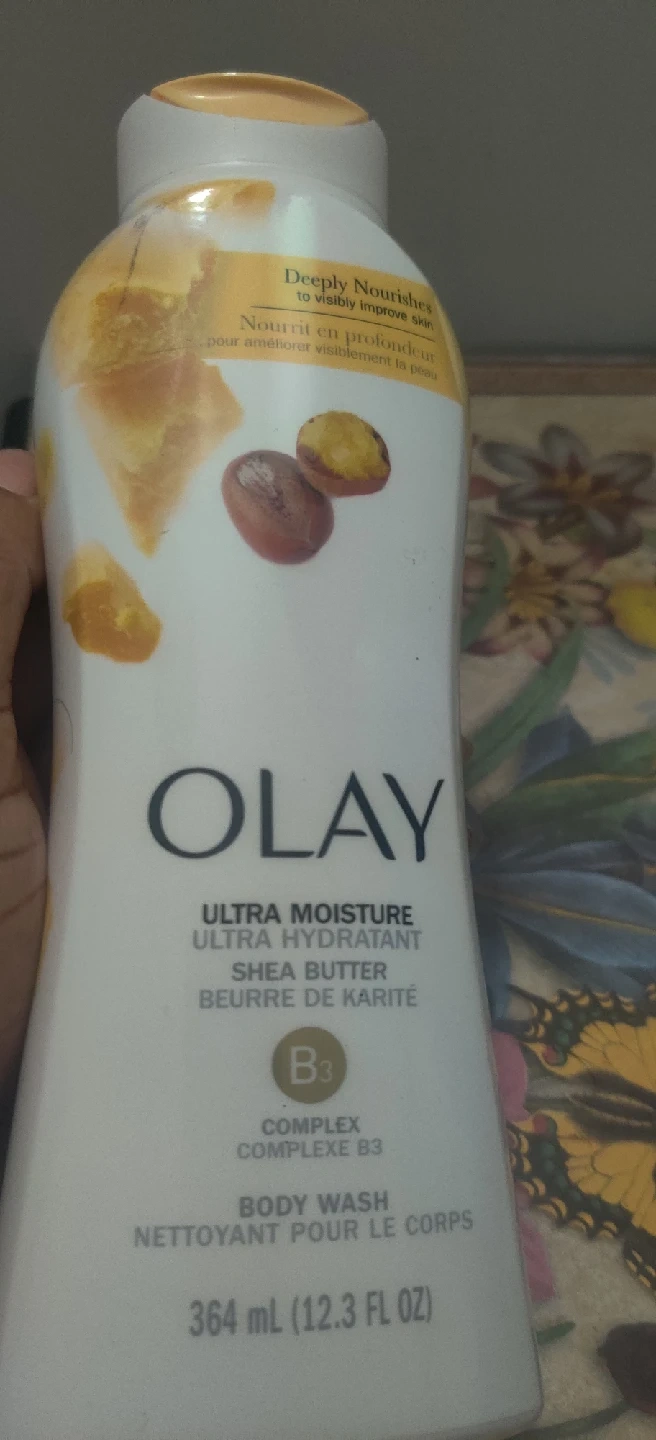 Deeply Nourishes
to visibly improve skin
Nourrit en profondeur
pour améliorer visiblement la peau
OLAY
ULTRA MOISTURE
ULTRA HYDRATANT
SHEA BUTTER
BEURRE DE KARITÉ
B3
COMPLEX
COMPLEXE B3
BODY WASH
NETTOYANT POUR LE CORPS
364 mL (12.3 FL OZ)